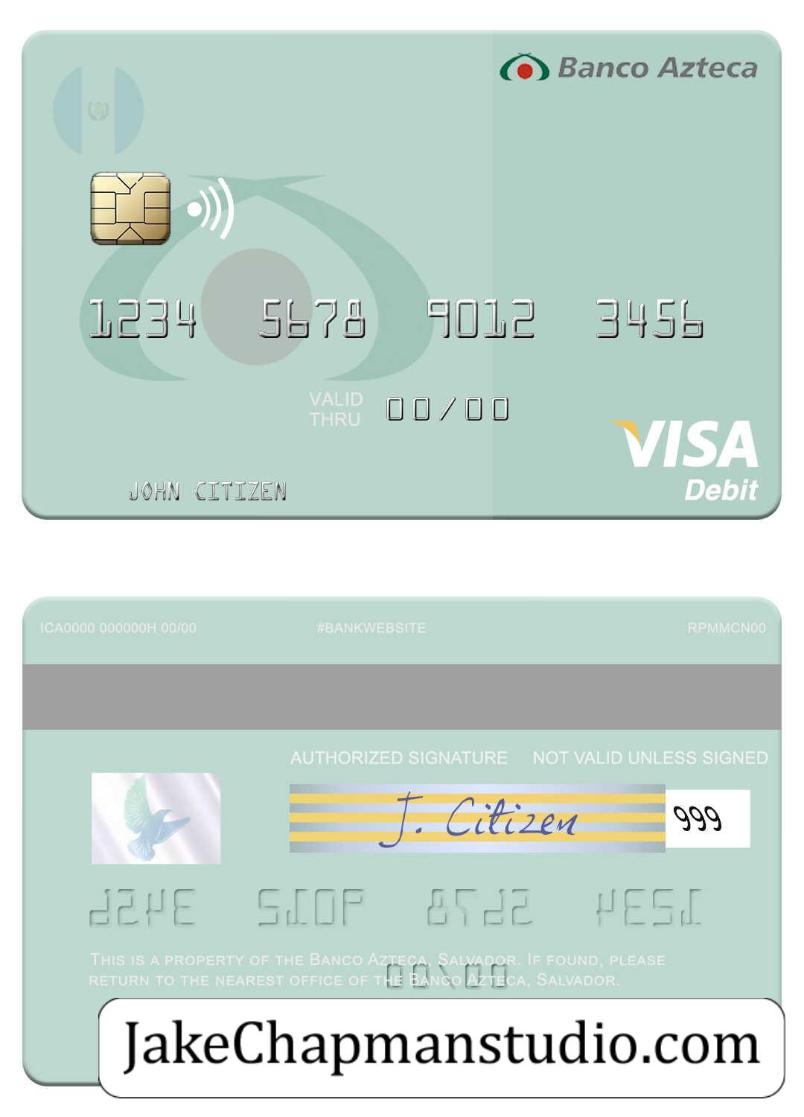 Banco Azteca
1234 5678 9012 3456
VALID
THRU 00/00
VISA
Debit
JOHN CITIZEN
ICA0000 000000H 00/00 #BANKWEBSITE RPMMCN00
AUTHORIZED SIGNATURE NOT VALID UNLESS SIGNED
J. Citizen 999
THIS IS A PROPERTY OF THE BANCO AZTECA, SALVADOR. IF FOUND, PLEASE
RETURN TO THE NEAREST OFFICE OF THE BANCO AZTECA, SALVADOR.
JakeChapmanstudio.com